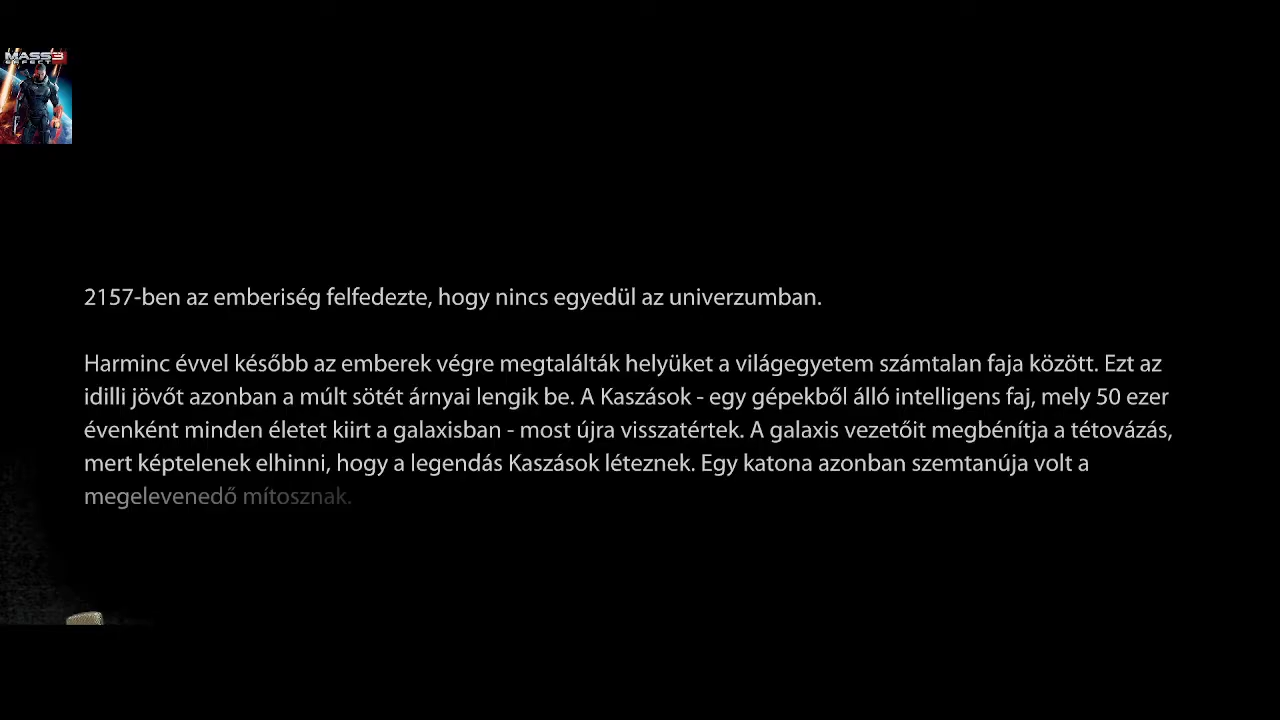 MASS 3
EFFECT
2157-ben az emberiség felfedezte, hogy nincs egyedül az univerzumban.
Harminc évvel később az emberek végre megtalálták helyüket a világegyetem számtalan faja között. Ezt az
idilli jövőt azonban a múlt sötét árnyai lengik be. A Kaszások - egy gépekből álló intelligens faj, mely 50 ezer
évenként minden életet kiirt a galaxisban - most újra visszatértek. A galaxis vezetőit megbénítja a tétovázás,
mert képtelenek elhinni, hogy a legendás Kaszások léteznek. Egy katona azonban szemtanúja volt a
megelevenedő mítosznak.